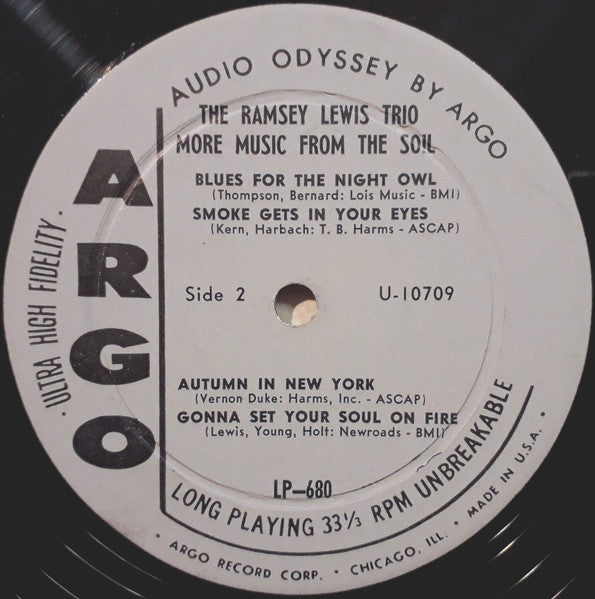 AUDIO ODYSSEY BY ARGO
THE RAMSEY LEWIS TRIO
MORE MUSIC FROM THE SOIL
BLUES FOR THE NIGHT OWL
(Thompson, Bernard: Lois Music - BMI)
SMOKE GETS IN YOUR EYES
(Kern, Harbach: T. B. Harms - ASCAP)
ARGO
· ULTRA HIGH FIDELITY ·
Side 2
U-10709
AUTUMN IN NEW YORK
(Vernon Duke: Harms, Inc. - ASCAP)
GONNA SET YOUR SOUL ON FIRE
(Lewis, Young, Holt: Newroads - BMI)
LP-680
LONG PLAYING 33⅓ RPM UNBREAKABLE
· ARGO RECORD CORP. · CHICAGO, ILL. · MADE IN U.S.A. ·